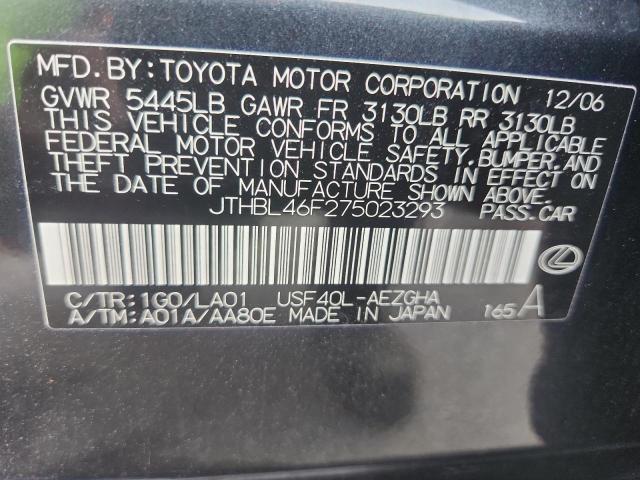 MFD.BY:TOYOTA MOTOR CORPORATION 12/06
GVWR 5445LB GAWR FR 3130LB RR 3130LB
THIS VEHICLE CONFORMS TO ALL APPLICABLE
FEDERAL MOTOR VEHICLE SAFETY,BUMPER,AND
THEFT PREVENTION STANDARDS IN EFFECT ON
THE DATE OF MANUFACTURE SHOWN ABOVE.
JTHBL46F275023293 PASS.CAR
C/TR:1G0/LA01 USF40L-AEZGHA
A/TM:A01A/AA80E MADE IN JAPAN 165A